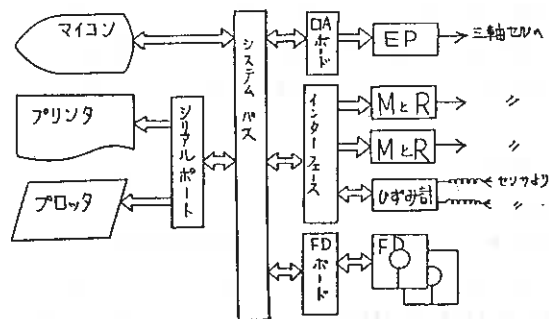 マイコン
プリンタ
プロッタ
シリアルポート
システムバス
DAボード
EP
三軸セルへ
インターフェース
MとR
〃
MとR
〃
ひずみ計
センサより
〃
FDボード
FD